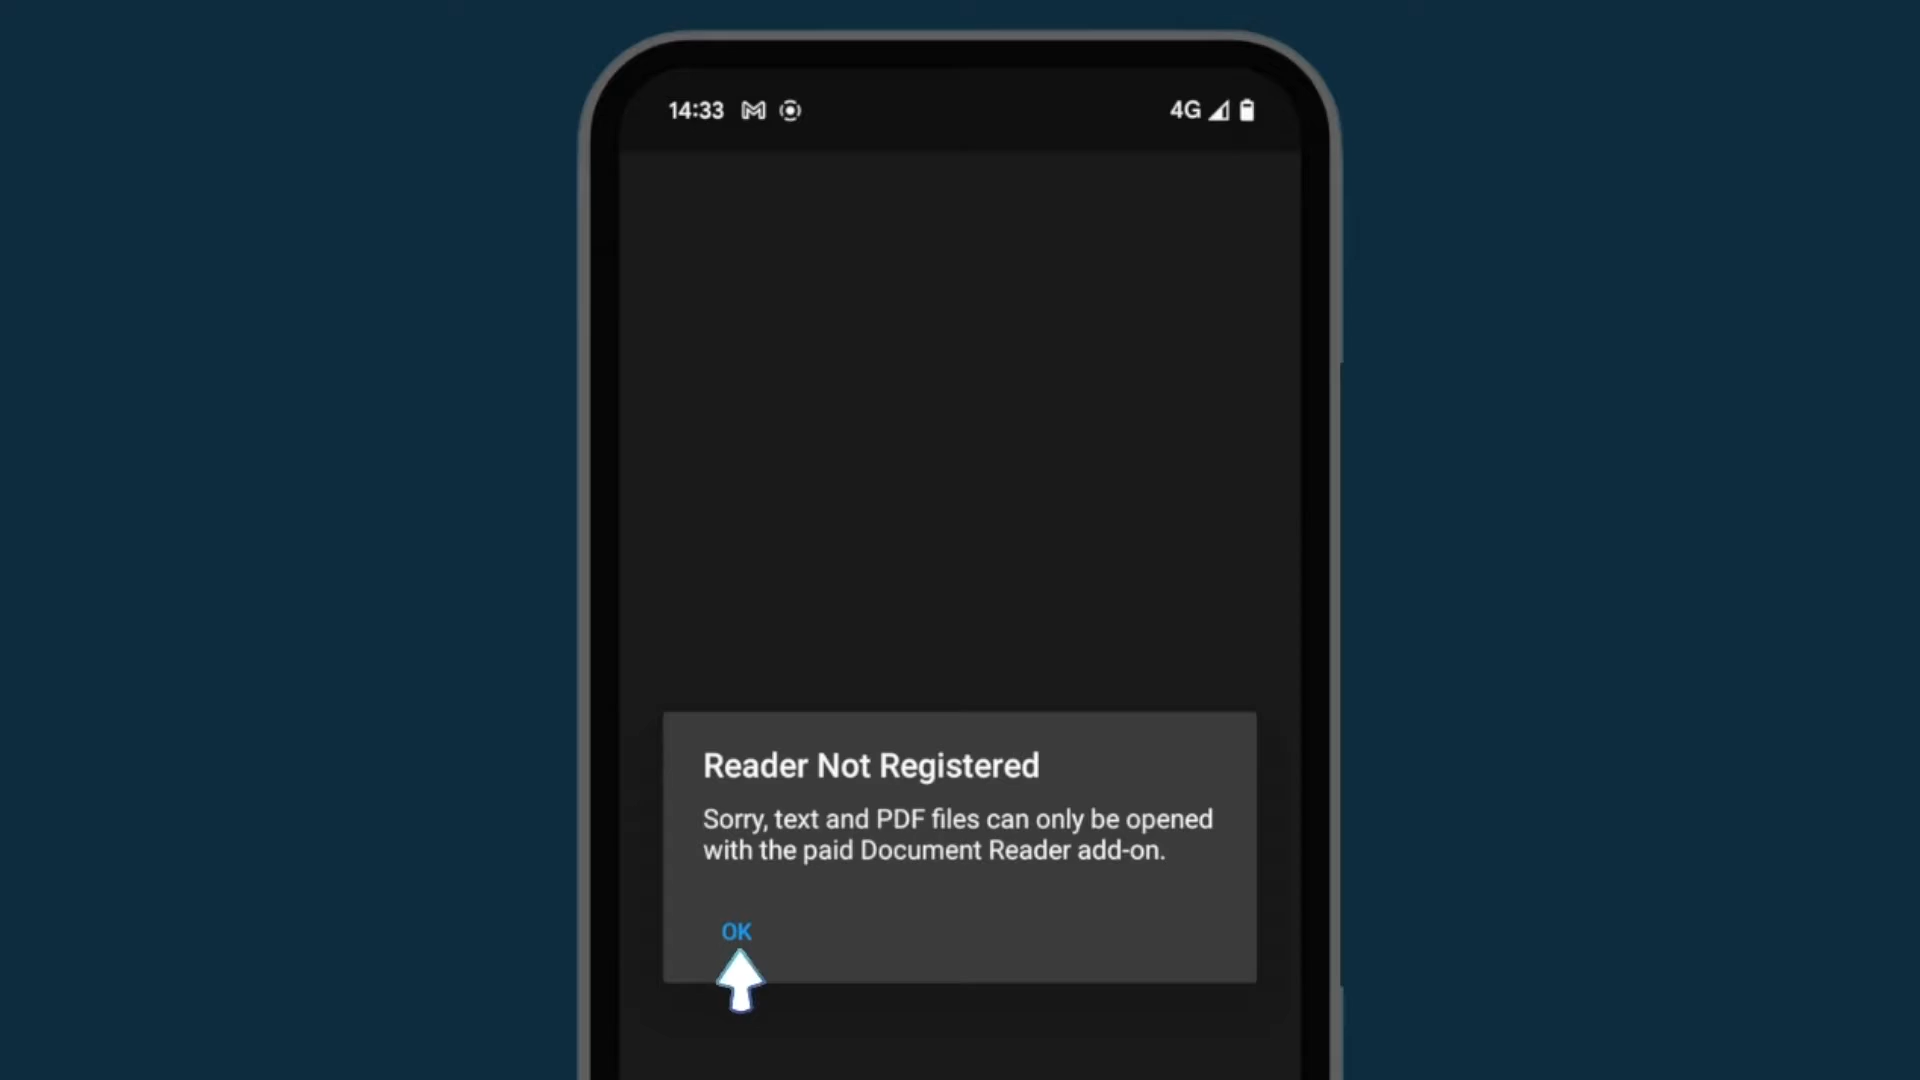 14:33
4G
Reader Not Registered
Sorry, text and PDF files can only be opened
with the paid Document Reader add-on.
OK